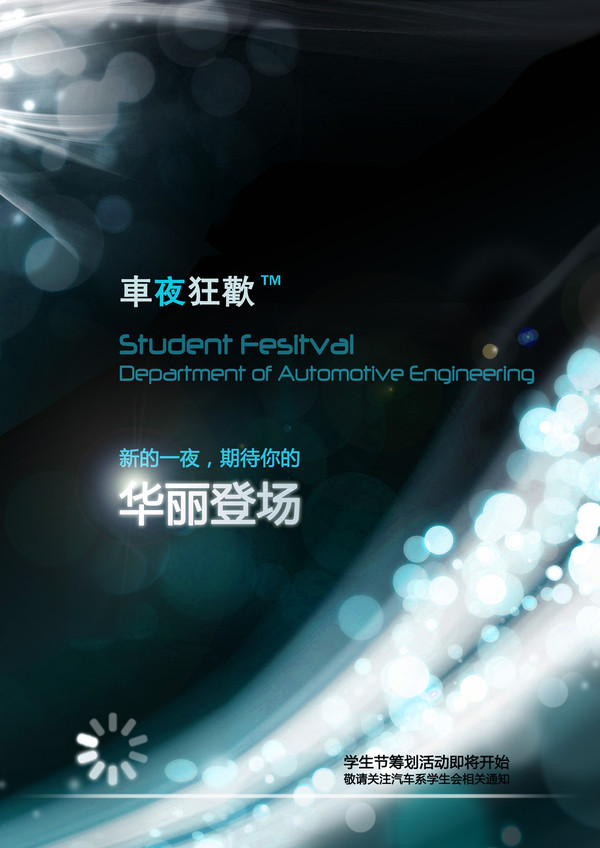 車夜狂歡™
Student Fesitval
Department of Automotive Engineering
新的一夜，期待你的
华丽登场
学生节筹划活动即将开始
敬请关注汽车系学生会相关通知